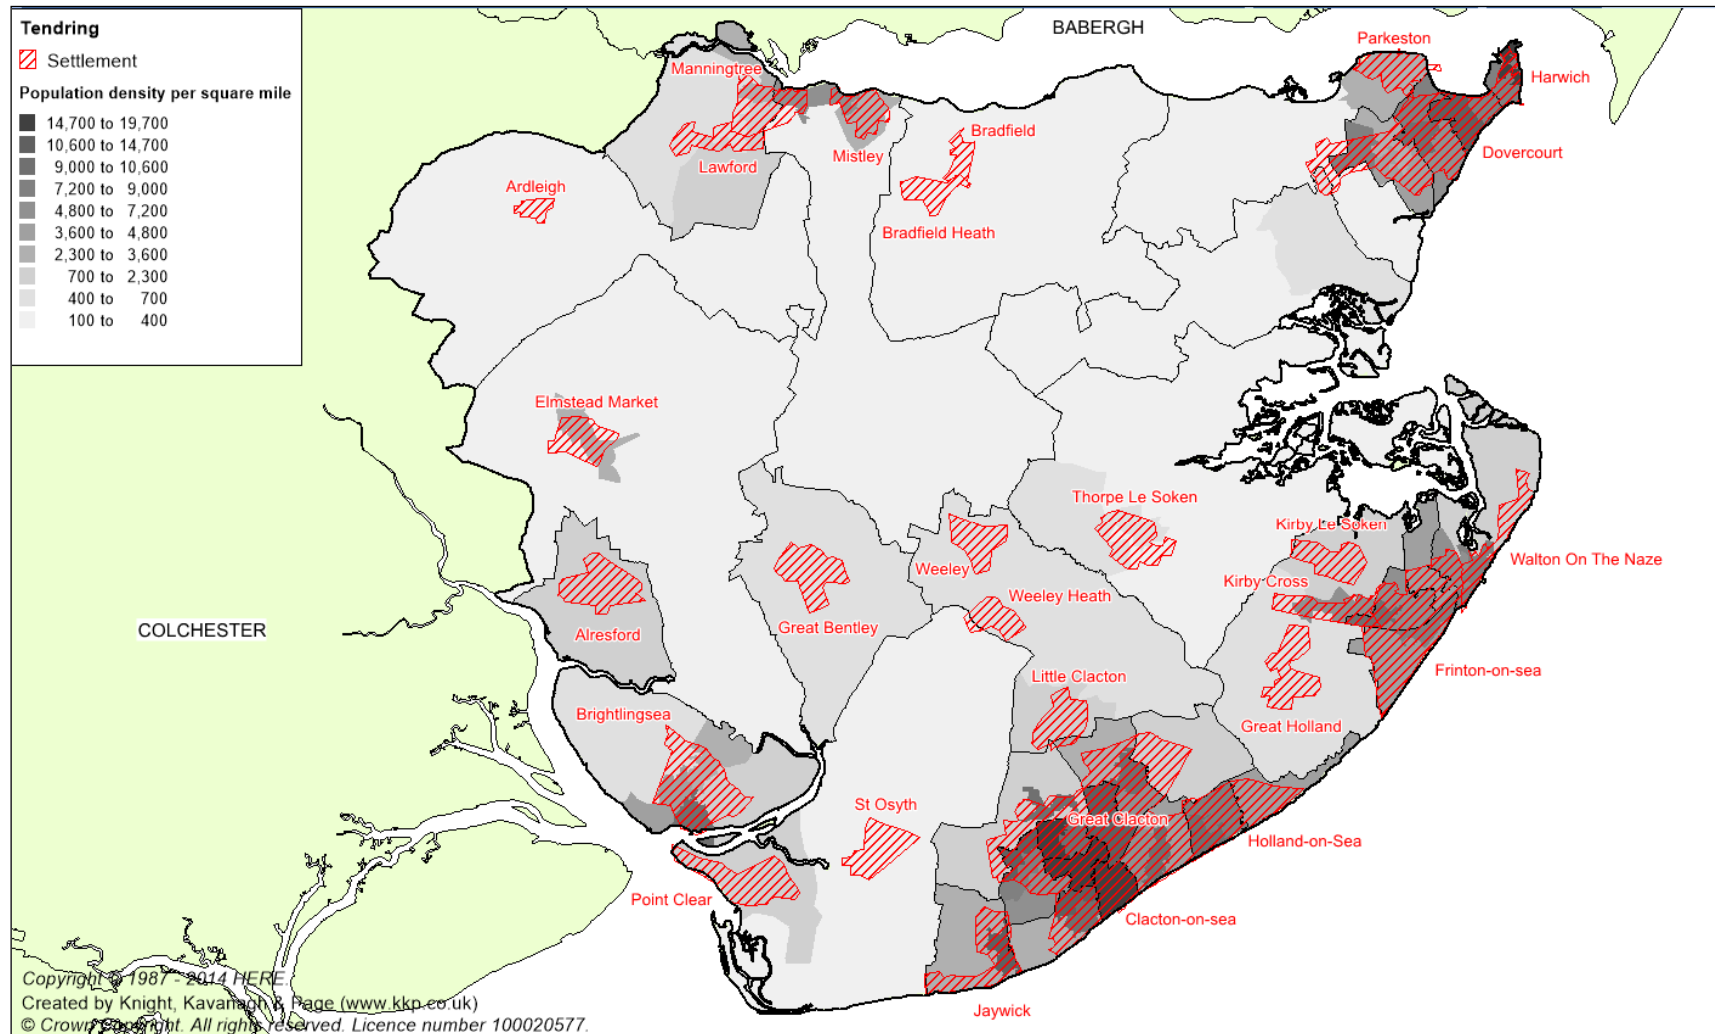 Tendring
Settlement
Population density per square mile
14,700 to 19,700
10,600 to 14,700
9,000 to 10,600
7,200 to 9,000
4,800 to 7,200
3,600 to 4,800
2,300 to 3,600
700 to 2,300
400 to 700
100 to 400
BABERGH
Parkeston
Harwich
Manningtree
Bradfield
Dovercourt
Mistley
Lawford
Ardleigh
Bradfield Heath
Elmstead Market
Thorpe Le Soken
Kirby Le Soken
Walton On The Naze
Weeley
Kirby Cross
Weeley Heath
COLCHESTER
Alresford
Great Bentley
Frinton-on-sea
Little Clacton
Brightlingsea
Great Holland
St Osyth
Great Clacton
Holland-on-Sea
Point Clear
Clacton-on-sea
Jaywick
Copyright © 1987 - 2014 HERE.
Created by Knight, Kavanagh & Page (www.kkp.co.uk)
© Crown Copyright. All rights reserved. Licence number 100020577.